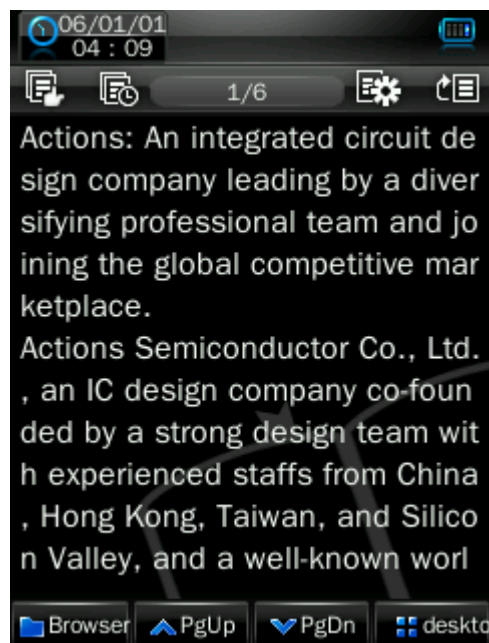 06/01/01
04 : 09
1/6
Actions: An integrated circuit de
sign company leading by a diver
sifying professional team and jo
ining the global competitive mar
ketplace.
Actions Semiconductor Co., Ltd.
, an IC design company co-foun
ded by a strong design team wit
h experienced staffs from China
, Hong Kong, Taiwan, and Silico
n Valley, and a well-known worl
Browser PgUp PgDn deskto